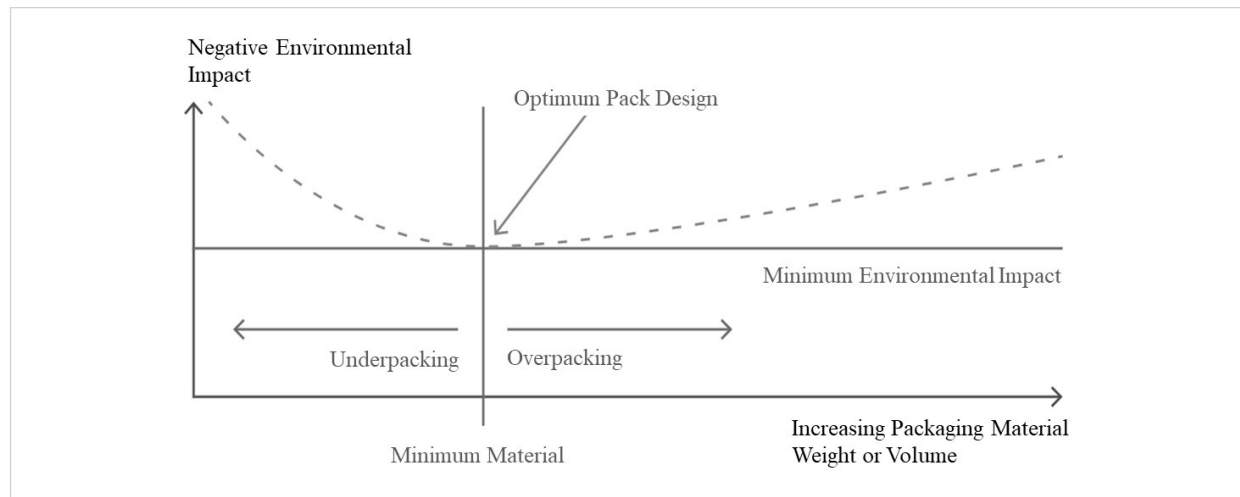 Negative Environmental
Impact
Optimum Pack Design
Minimum Environmental Impact
Underpacking
Overpacking
Increasing Packaging Material
Weight or Volume
Minimum Material